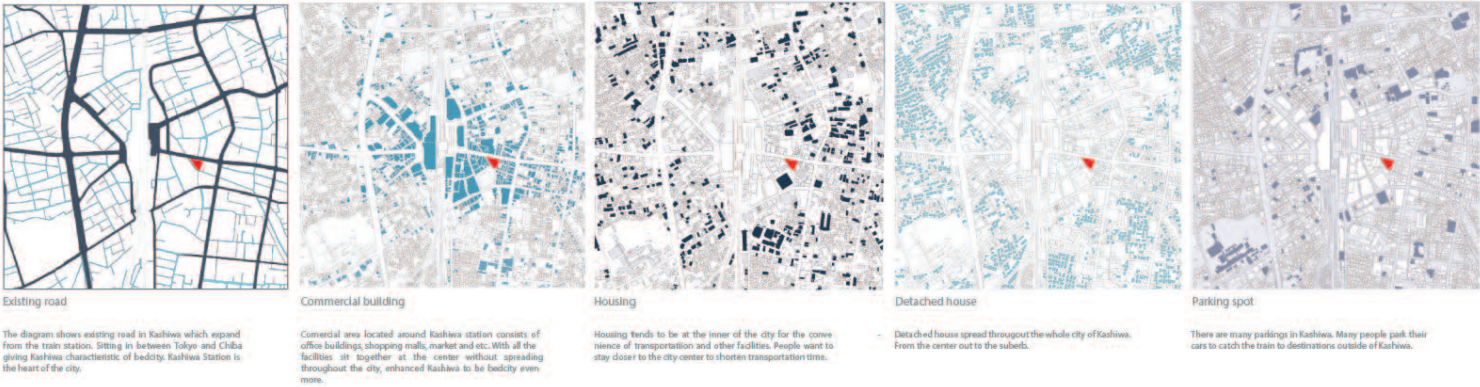 Existing road
The diagram shows existing road in Kashiwa which expand
from the train station. Sitting in between Tokyo and Chiba
giving Kashiwa characteristic of bedcity. Kashiwa Station is
the heart of the city.
Commercial building
Comercial area located around Kashiwa station consists of
office buildings, shopping malls, market and etc. With all the
facilities sit together at the center without spreading
throughout the city, enhanced Kashiwa to be bedcity even
more.
Housing
Housing tends to be at the inner of the city for the conve -
nience of transportatiion and other facilities. People want to
stay closer to the city center to shorten transportation time.
Detached house
Detached house spread througout the whole city of Kashiwa.
From the center out to the suberb.
Parking spot
There are many parkings in Kashiwa. Many people park their
cars to catch the train to destinations outside of Kashiwa.